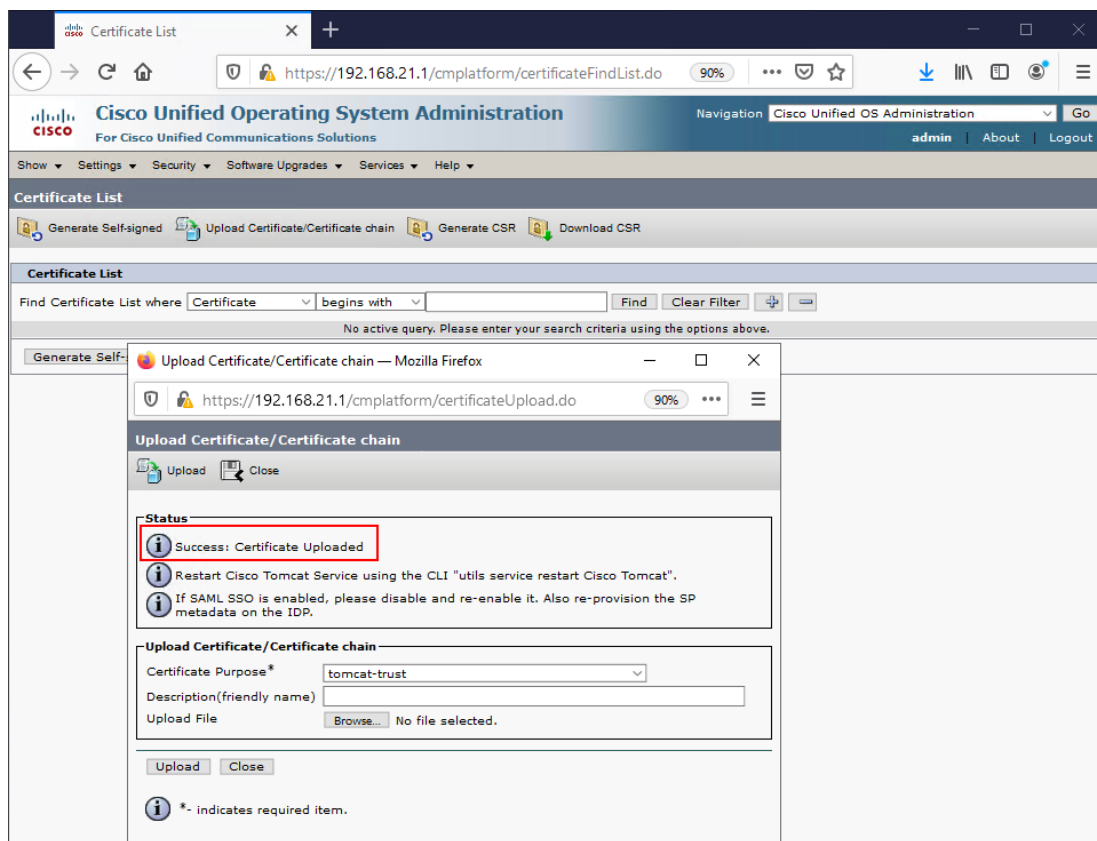 Certificate List
https://192.168.21.1/cmplatform/certificateFindList.do 90%
CISCO
Cisco Unified Operating System Administration
For Cisco Unified Communications Solutions
Navigation Cisco Unified OS Administration Go
admin | About | Logout
Show Settings Security Software Upgrades Services Help
Certificate List
Generate Self-signed Upload Certificate/Certificate chain Generate CSR Download CSR
Certificate List
Find Certificate List where Certificate begins with Find Clear Filter
No active query. Please enter your search criteria using the options above.
Generate Self-
Upload Certificate/Certificate chain — Mozilla Firefox
https://192.168.21.1/cmplatform/certificateUpload.do 90%
Upload Certificate/Certificate chain
Upload Close
Status
Success: Certificate Uploaded
Restart Cisco Tomcat Service using the CLI "utils service restart Cisco Tomcat".
If SAML SSO is enabled, please disable and re-enable it. Also re-provision the SP
metadata on the IDP.
Upload Certificate/Certificate chain
Certificate Purpose* tomcat-trust
Description(friendly name)
Upload File Browse... No file selected.
Upload Close
*- indicates required item.